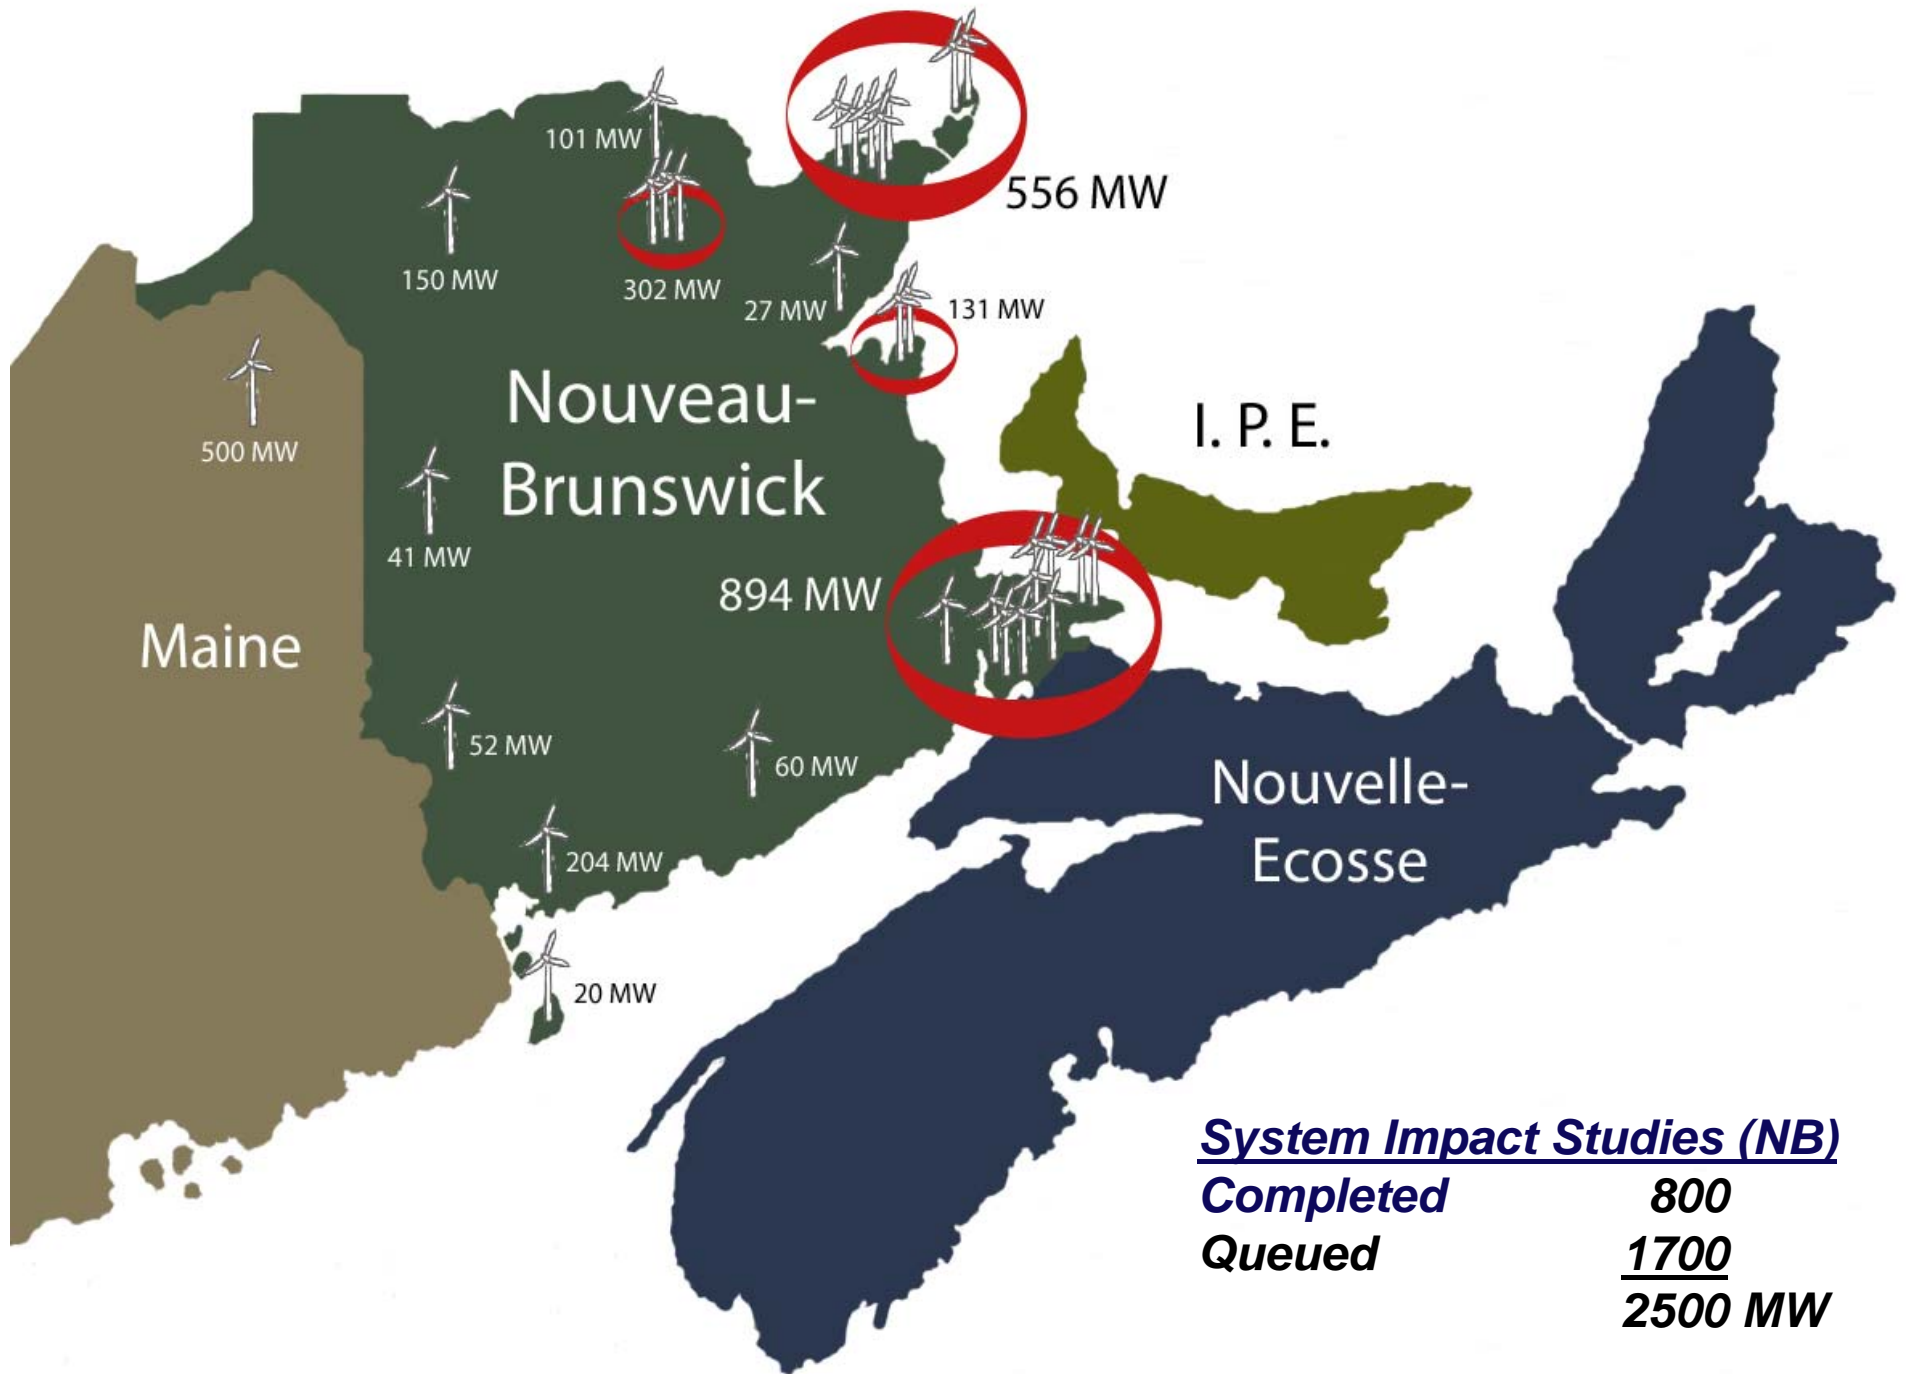 101 MW
556 MW
150 MW
302 MW
27 MW
131 MW
500 MW
Nouveau-
Brunswick
I. P. E.
41 MW
894 MW
Maine
52 MW
60 MW
Nouvelle-
Ecosse
204 MW
20 MW
System Impact Studies (NB)
Completed 800
Queued 1700
2500 MW